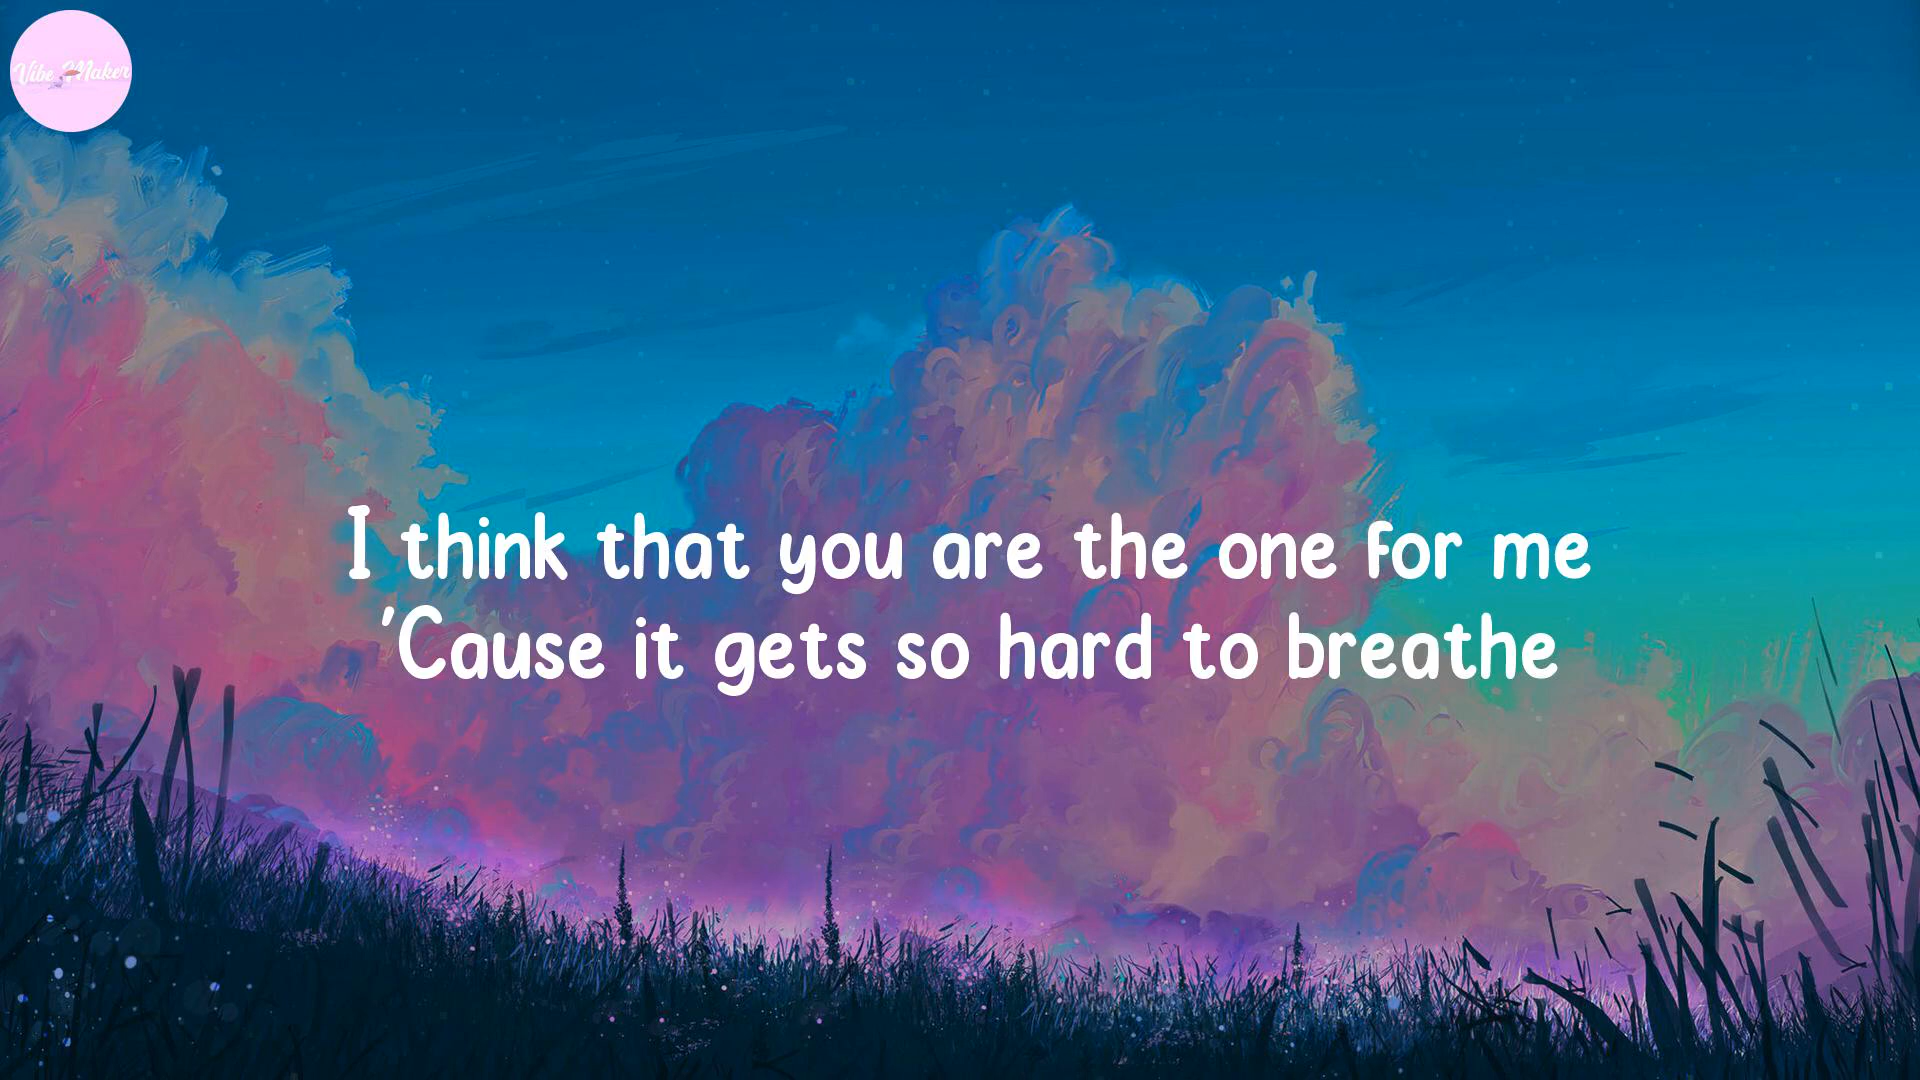 Vibe Maker
I think that you are the one for me
'Cause it gets so hard to breathe